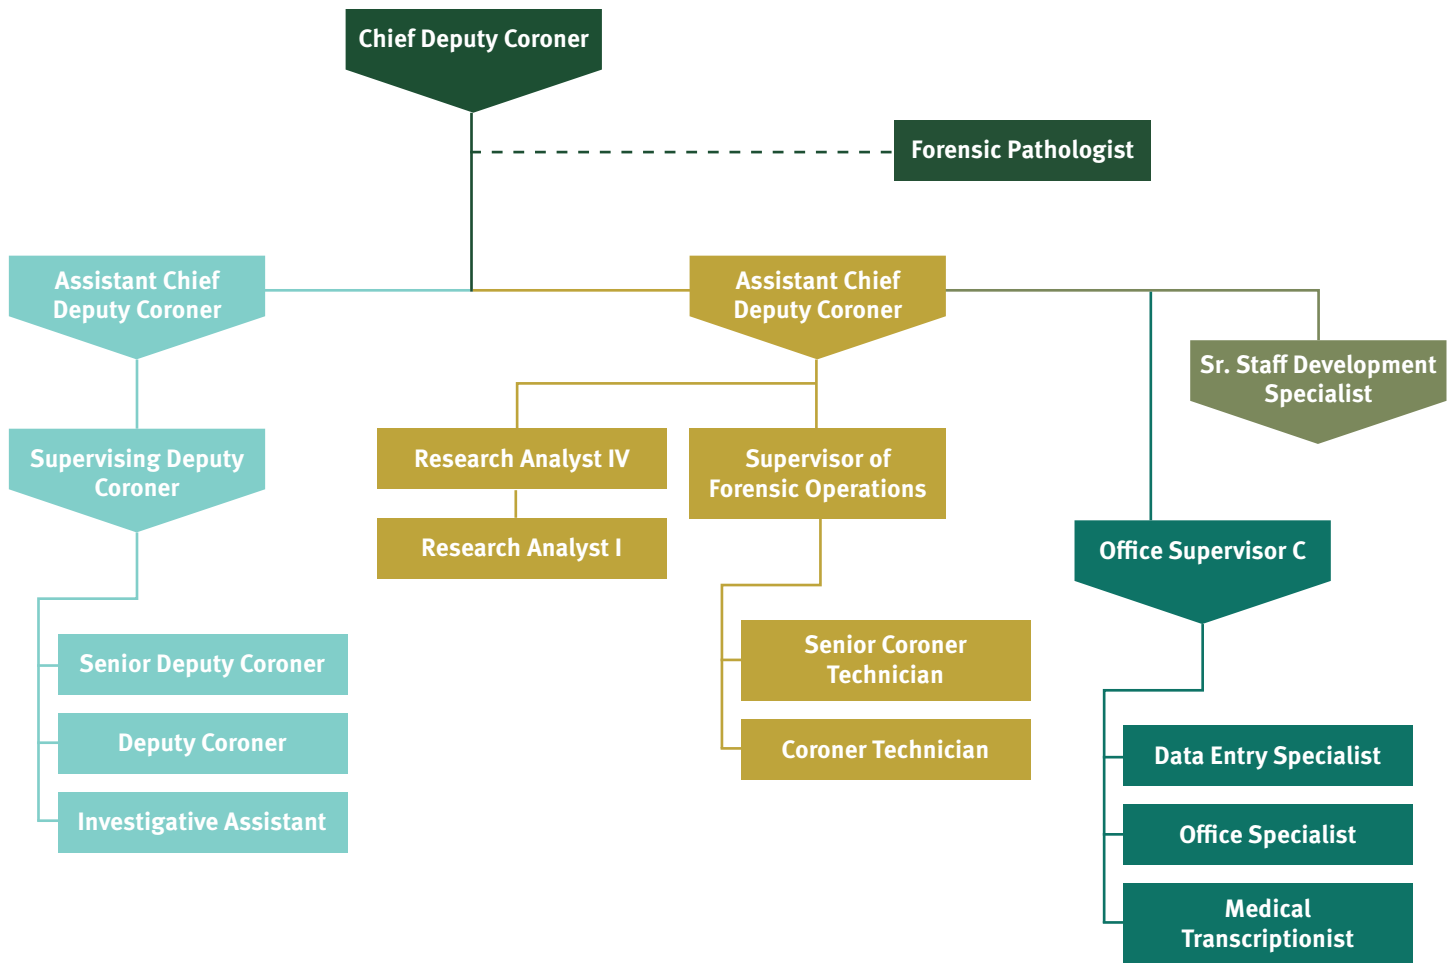 Chief Deputy Coroner
Forensic Pathologist
Assistant Chief
Deputy Coroner
Assistant Chief
Deputy Coroner
Sr. Staff Development
Specialist
Supervising Deputy
Coroner
Research Analyst IV
Supervisor of
Forensic Operations
Research Analyst I
Office Supervisor C
Senior Deputy Coroner
Deputy Coroner
Investigative Assistant
Senior Coroner
Technician
Coroner Technician
Data Entry Specialist
Office Specialist
Medical
Transcriptionist